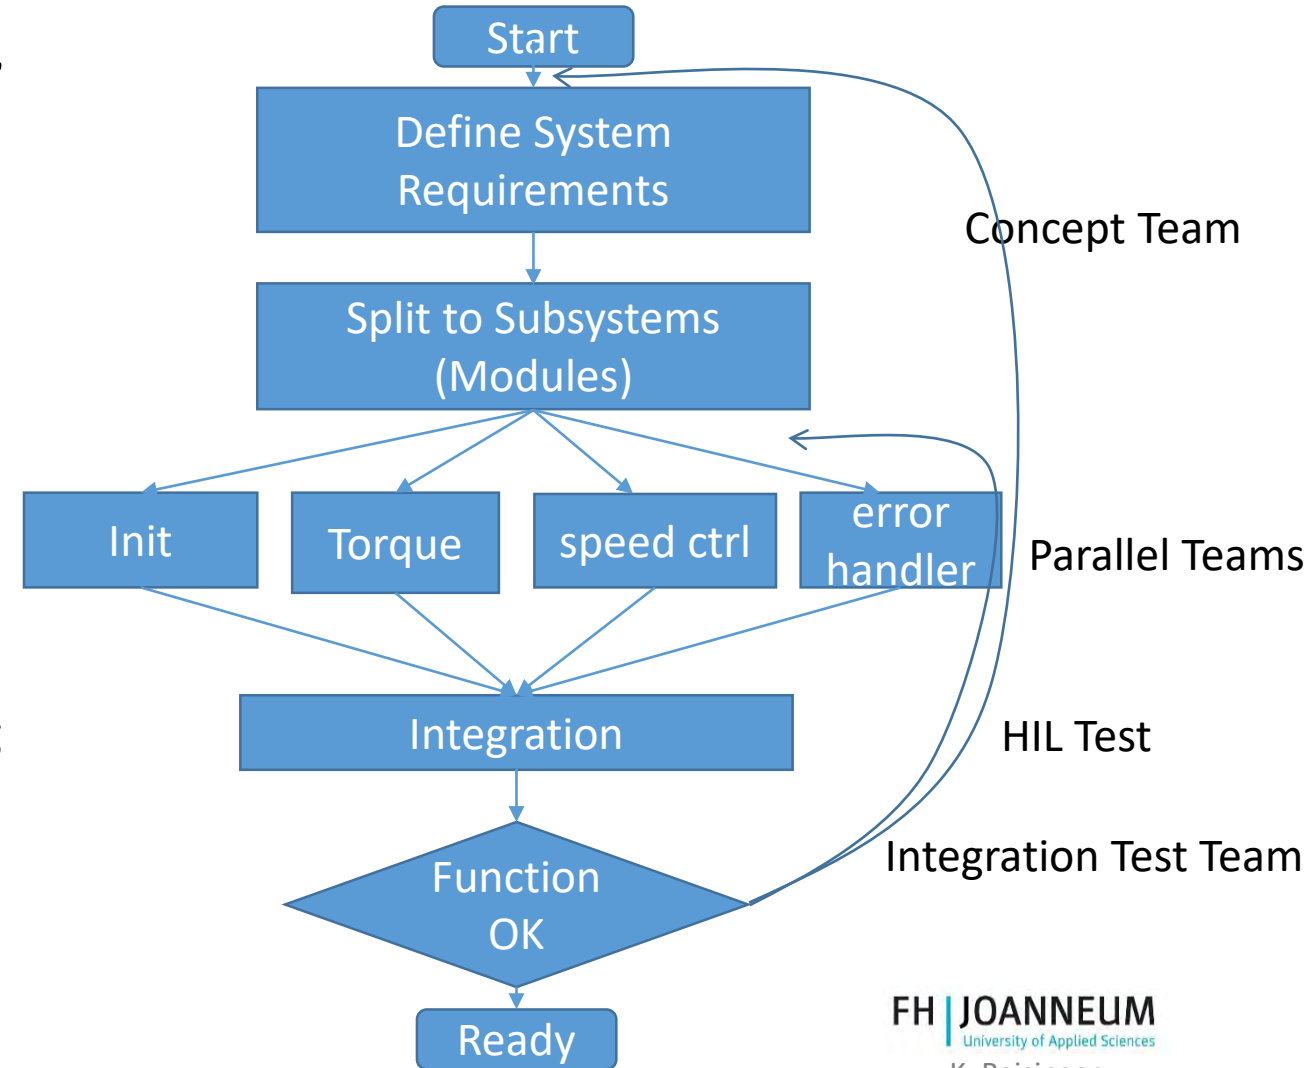 Start
Define System
Requirements
Concept Team
Split to Subsystems
(Modules)
Init
Torque
speed ctrl
error
handler
Parallel Teams
Integration
HIL Test
Function
OK
Integration Test Team
Ready
FH JOANNEUM
University of Applied Sciences